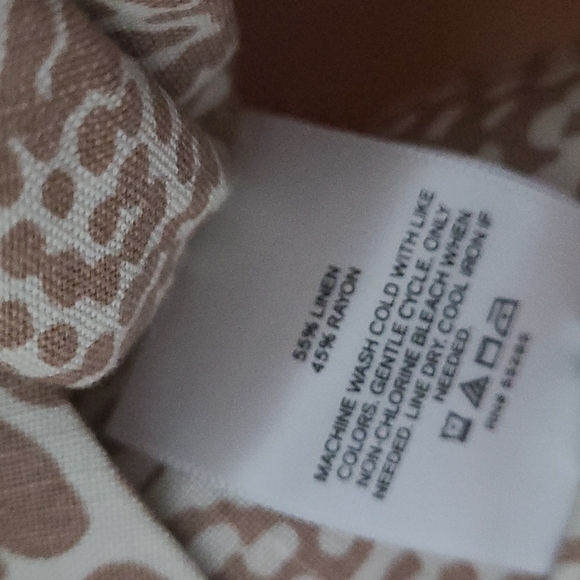 55% LINEN
45% RAYON
MACHINE WASH COLD WITH LIKE
COLORS. GENTLE CYCLE. ONLY
NON-CHLORINE BLEACH WHEN
NEEDED. LINE DRY. COOL IRON IF
NEEDED.